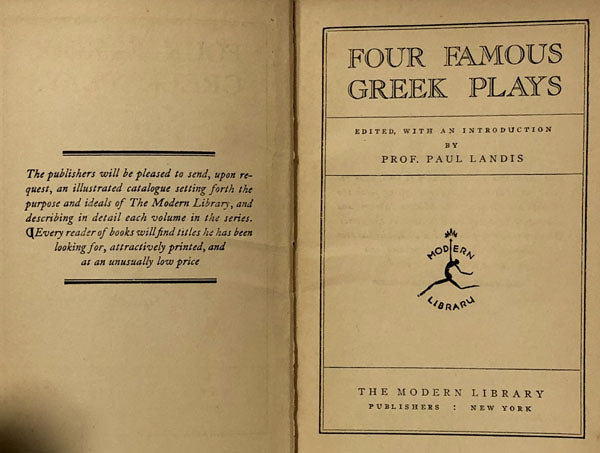 The publishers will be pleased to send, upon re-
quest, an illustrated catalogue setting forth the
purpose and ideals of The Modern Library, and
describing in detail each volume in the series.
¶Every reader of books will find titles he has been
looking for, attractively printed, and
at an unusually low price
FOUR FAMOUS
GREEK PLAYS
EDITED, WITH AN INTRODUCTION
BY
PROF. PAUL LANDIS
MODERN
LIBRARY
THE MODERN LIBRARY
PUBLISHERS : NEW YORK